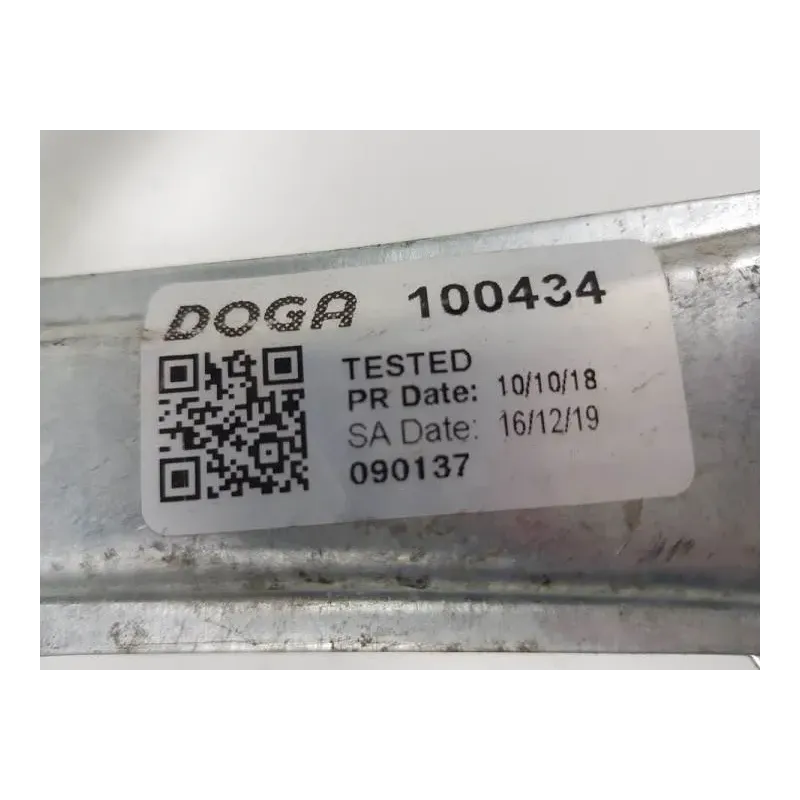 DOGA 100434
TESTED
PR Date: 10/10/18
SA Date: 16/12/19
090137